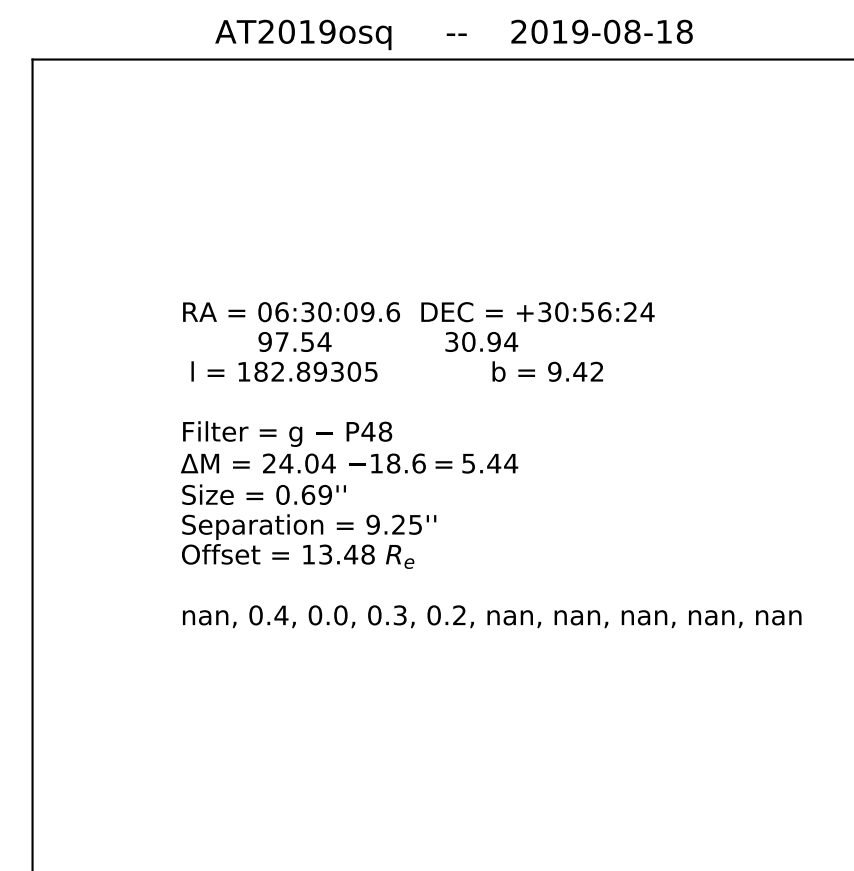 AT2019osq -- 2019-08-18
RA = 06:30:09.6 DEC = +30:56:24
97.54 30.94
l = 182.89305 b = 9.42
Filter = g − P48
ΔM = 24.04 −18.6 = 5.44
Size = 0.69''
Separation = 9.25''
Offset = 13.48 Rₑ
nan, 0.4, 0.0, 0.3, 0.2, nan, nan, nan, nan, nan